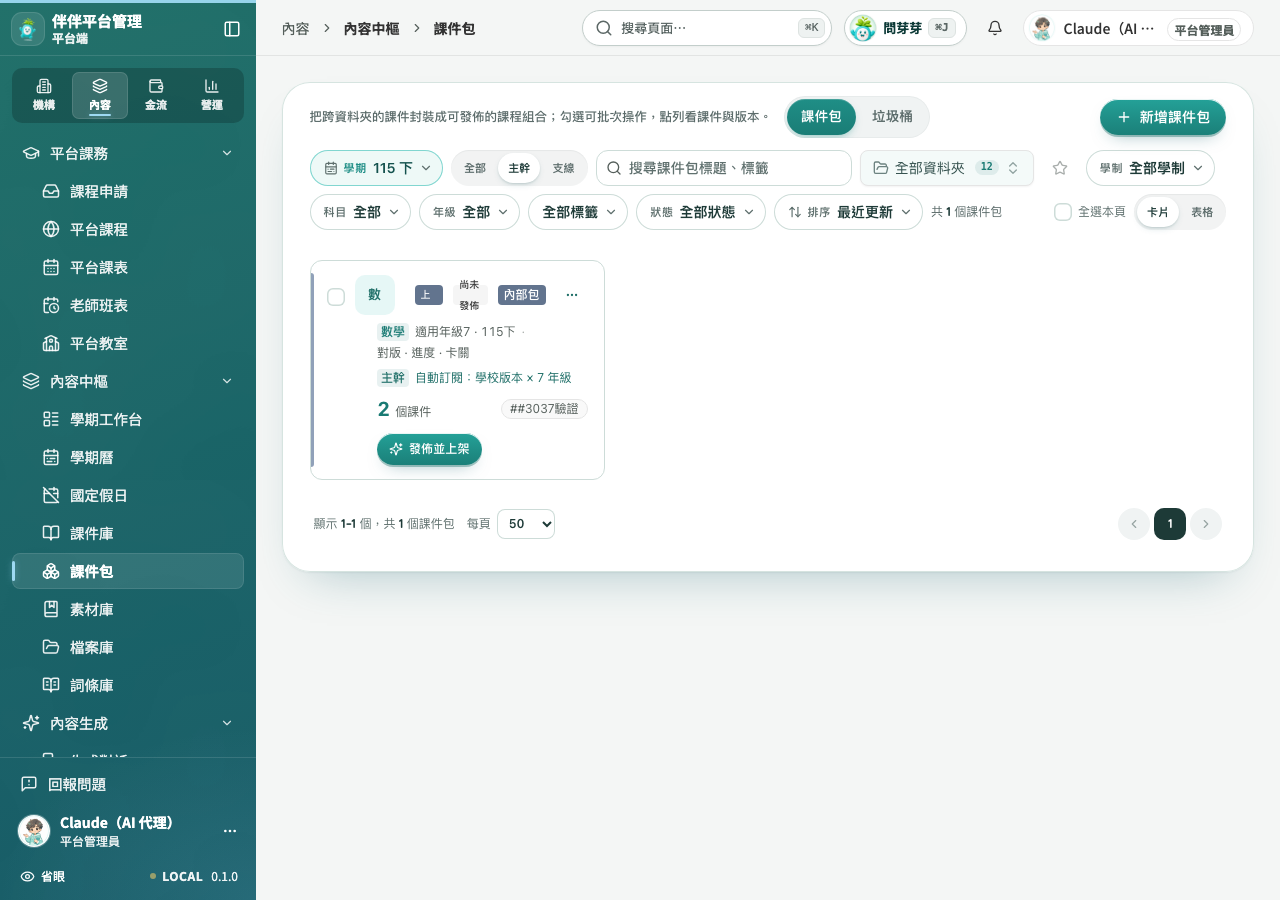 伴伴平台管理
平台端
機構
內容
金流
營運
平台課務
課程申請
平台課程
平台課表
老師班表
平台教室
內容中樞
學期工作台
學期曆
國定假日
課件庫
課件包
素材庫
檔案庫
詞條庫
內容生成
回報問題
Claude（AI 代理）
平台管理員
省眼
LOCAL 0.1.0
內容 > 內容中樞 > 課件包
搜尋頁面… ⌘K
問芽芽 ⌘J
Claude（AI … 平台管理員
把跨資料夾的課件封裝成可發佈的課程組合；勾選可批次操作，點列看課件與版本。
課件包 垃圾桶
新增課件包
學期 115 下
全部 主幹 支線
搜尋課件包標題、標籤
全部資料夾 12
學制 全部學制
科目 全部
年級 全部
全部標籤
狀態 全部狀態
排序 最近更新
共 1 個課件包
全選本頁
卡片 表格
數
上
尚未
發佈
內部包
數學 適用年級7 · 115下 ·
對版 · 進度 · 卡關
主幹 自動訂閱：學校版本 × 7 年級
2 個課件
##3037驗證
發佈並上架
顯示 1-1 個，共 1 個課件包 每頁 50
1